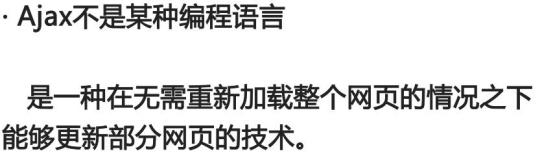 · Ajax不是某种编程语言
是一种在无需重新加载整个网页的情况之下
能够更新部分网页的技术。